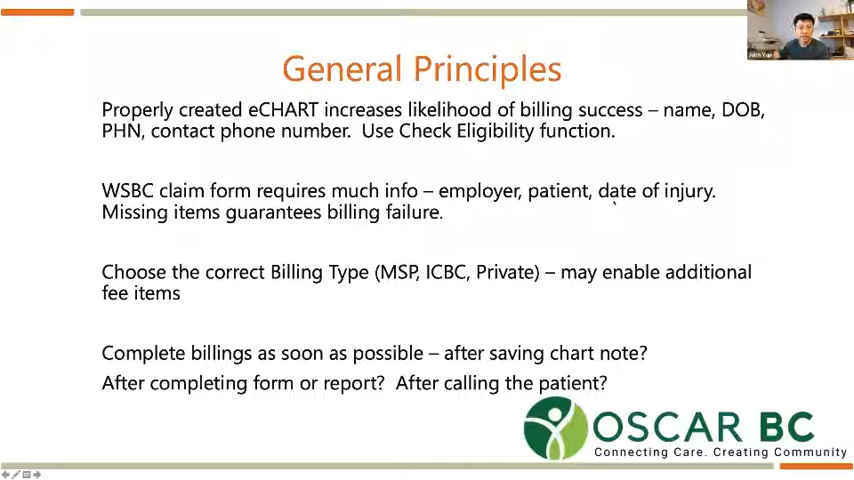 General Principles
Properly created eCHART increases likelihood of billing success – name, DOB,
PHN, contact phone number.  Use Check Eligibility function.
WSBC claim form requires much info – employer, patient, date of injury.
Missing items guarantees billing failure.
Choose the correct Billing Type (MSP, ICBC, Private) – may enable additional
fee items
Complete billings as soon as possible – after saving chart note?
After completing form or report?  After calling the patient?
OSCAR BC
Connecting Care. Creating Community
John Yap